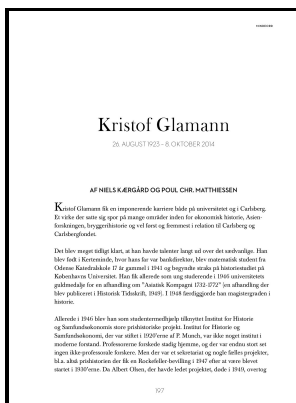 Kristof Glamann
26. AUGUST 1923 – 8. OKTOBER 2014
AF NIELS KÆRGÅRD OG POUL CHR. MATTHIESSEN
Kristof Glamann fik en imponerende karriere både på universitetet og i Carlsberg.
Et virke der satte sig spor på mange områder inden for økonomisk historie, Asien-
forskningen, bryggerihistorie og vel først og fremmest i relation til Carlsberg og
Carlsbergfondet.
Det blev meget tidligt klart, at han havde talenter langt ud over det sædvanlige. Han
blev født i Kerteminde, hvor hans far var bankdirektør, blev matematisk student fra
Odense Katedralskole 17 år gammel i 1941 og begyndte straks på historiestudiet på
Københavns Universitet. Han fik allerede som ung studerende i 1946 universitetets
guldmedalje for en afhandling om "Asiatisk Kompagni 1732-1772" [en afhandling der
blev publiceret i Historisk Tidsskrift, 1949]. I 1948 færdiggjorde han magistergraden i
historie.
Allerede i 1946 blev han som studentermedhjælp tilknyttet Institut for Historie
og Samfundsøkonomis store prishistoriske projekt. Institut for Historie og
Samfundsøkonomi, der var stiftet i 1920'erne af P. Munch, var ikke noget institut i
moderne forstand. Professorerne forskede stadig hjemme, og der var endnu stort set
ingen ikke-professorale forskere. Men der var et sekretariat og nogle fælles projekter,
bl.a. altså prishistorien der fik en Rockefeller-bevilling i 1947 efter at være blevet
startet i 1930'erne. Da Albert Olsen, der havde ledet projektet, døde i 1949, overtog
197